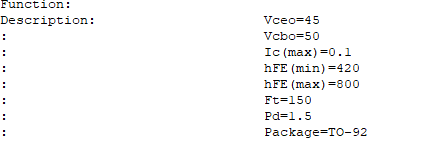 Function:
Description: Vceo=45
: Vcbo=50
: Ic(max)=0.1
: hFE(min)=420
: hFE(max)=800
: Ft=150
: Pd=1.5
: Package=TO-92